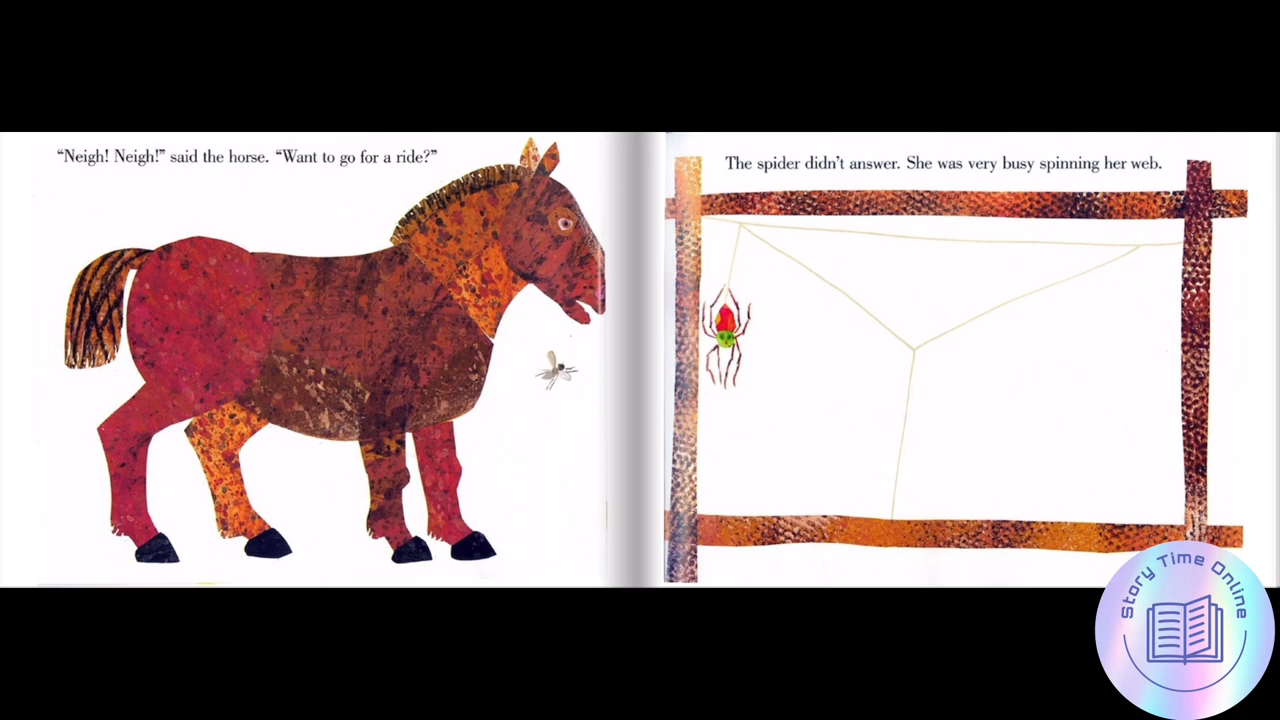 “Neigh! Neigh!” said the horse. “Want to go for a ride?”
The spider didn’t answer. She was very busy spinning her web.
Story Time Online